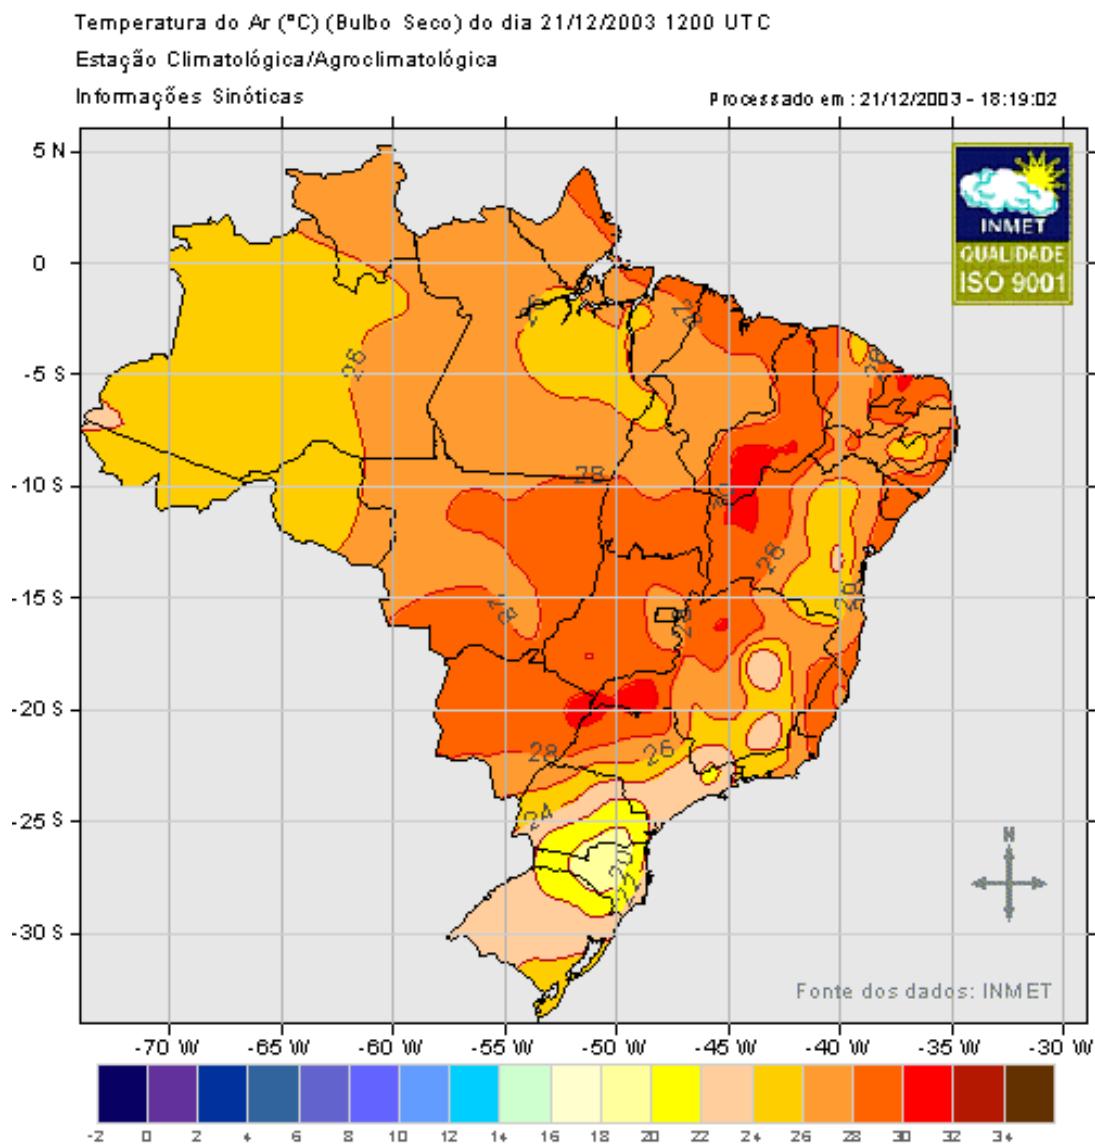 Temperatura do Ar (ºC) (Bulbo Seco) do dia 21/12/2003 1200 UTC
Estação Climatológica/Agroclimatológica
Informações Sinóticas
Processado em : 21/12/2003 - 18:19:02
5 N
0
-5 S
-10 S
-15 S
-20 S
-25 S
-30 S
INMET
QUALIDADE
ISO 9001
26
28
28
28
28
26
24
20
22
N
Fonte dos dados: INMET
-70 W -65 W -60 W -55 W -50 W -45 W -40 W -35 W -30 W
-2 0 2 4 6 8 10 12 14 16 18 20 22 24 26 28 30 32 34